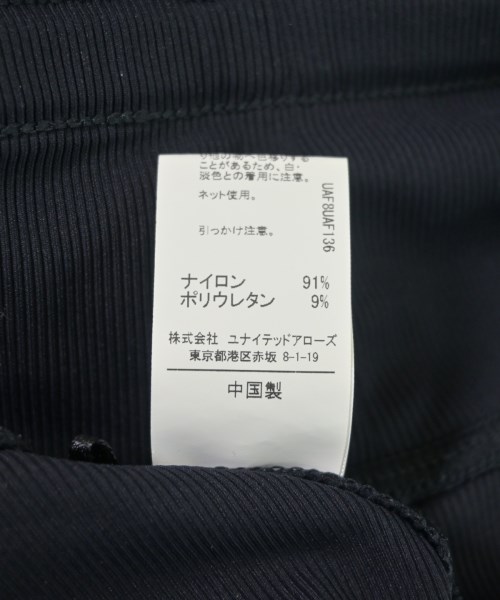 ことがあるため、白・
淡色との着用に注意。
ネット使用。
引っかけ注意。
UAF8UAF136
ナイロン 91%
ポリウレタン 9%
株式会社 ユナイテッドアローズ
東京都港区赤坂 8-1-19
中国製